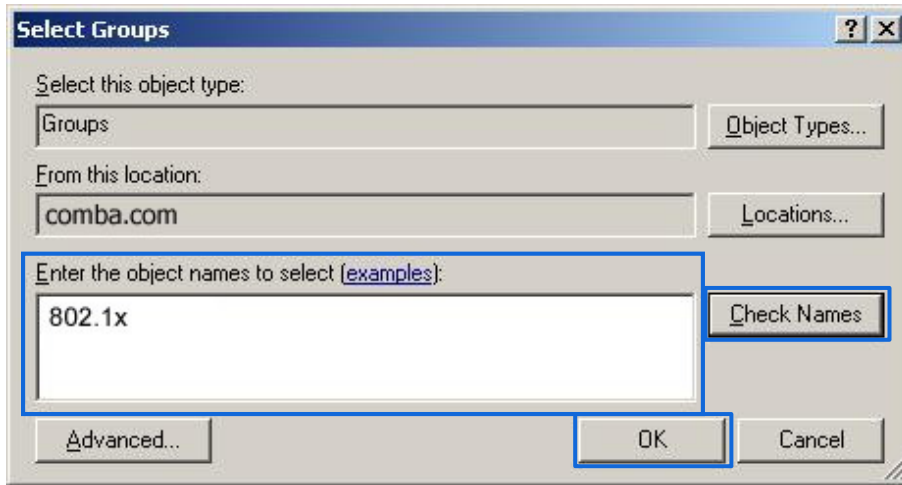 Select Groups
Select this object type:
Groups
Object Types...
From this location:
comba.com
Locations...
Enter the object names to select (examples):
802.1x
Check Names
Advanced...
OK
Cancel